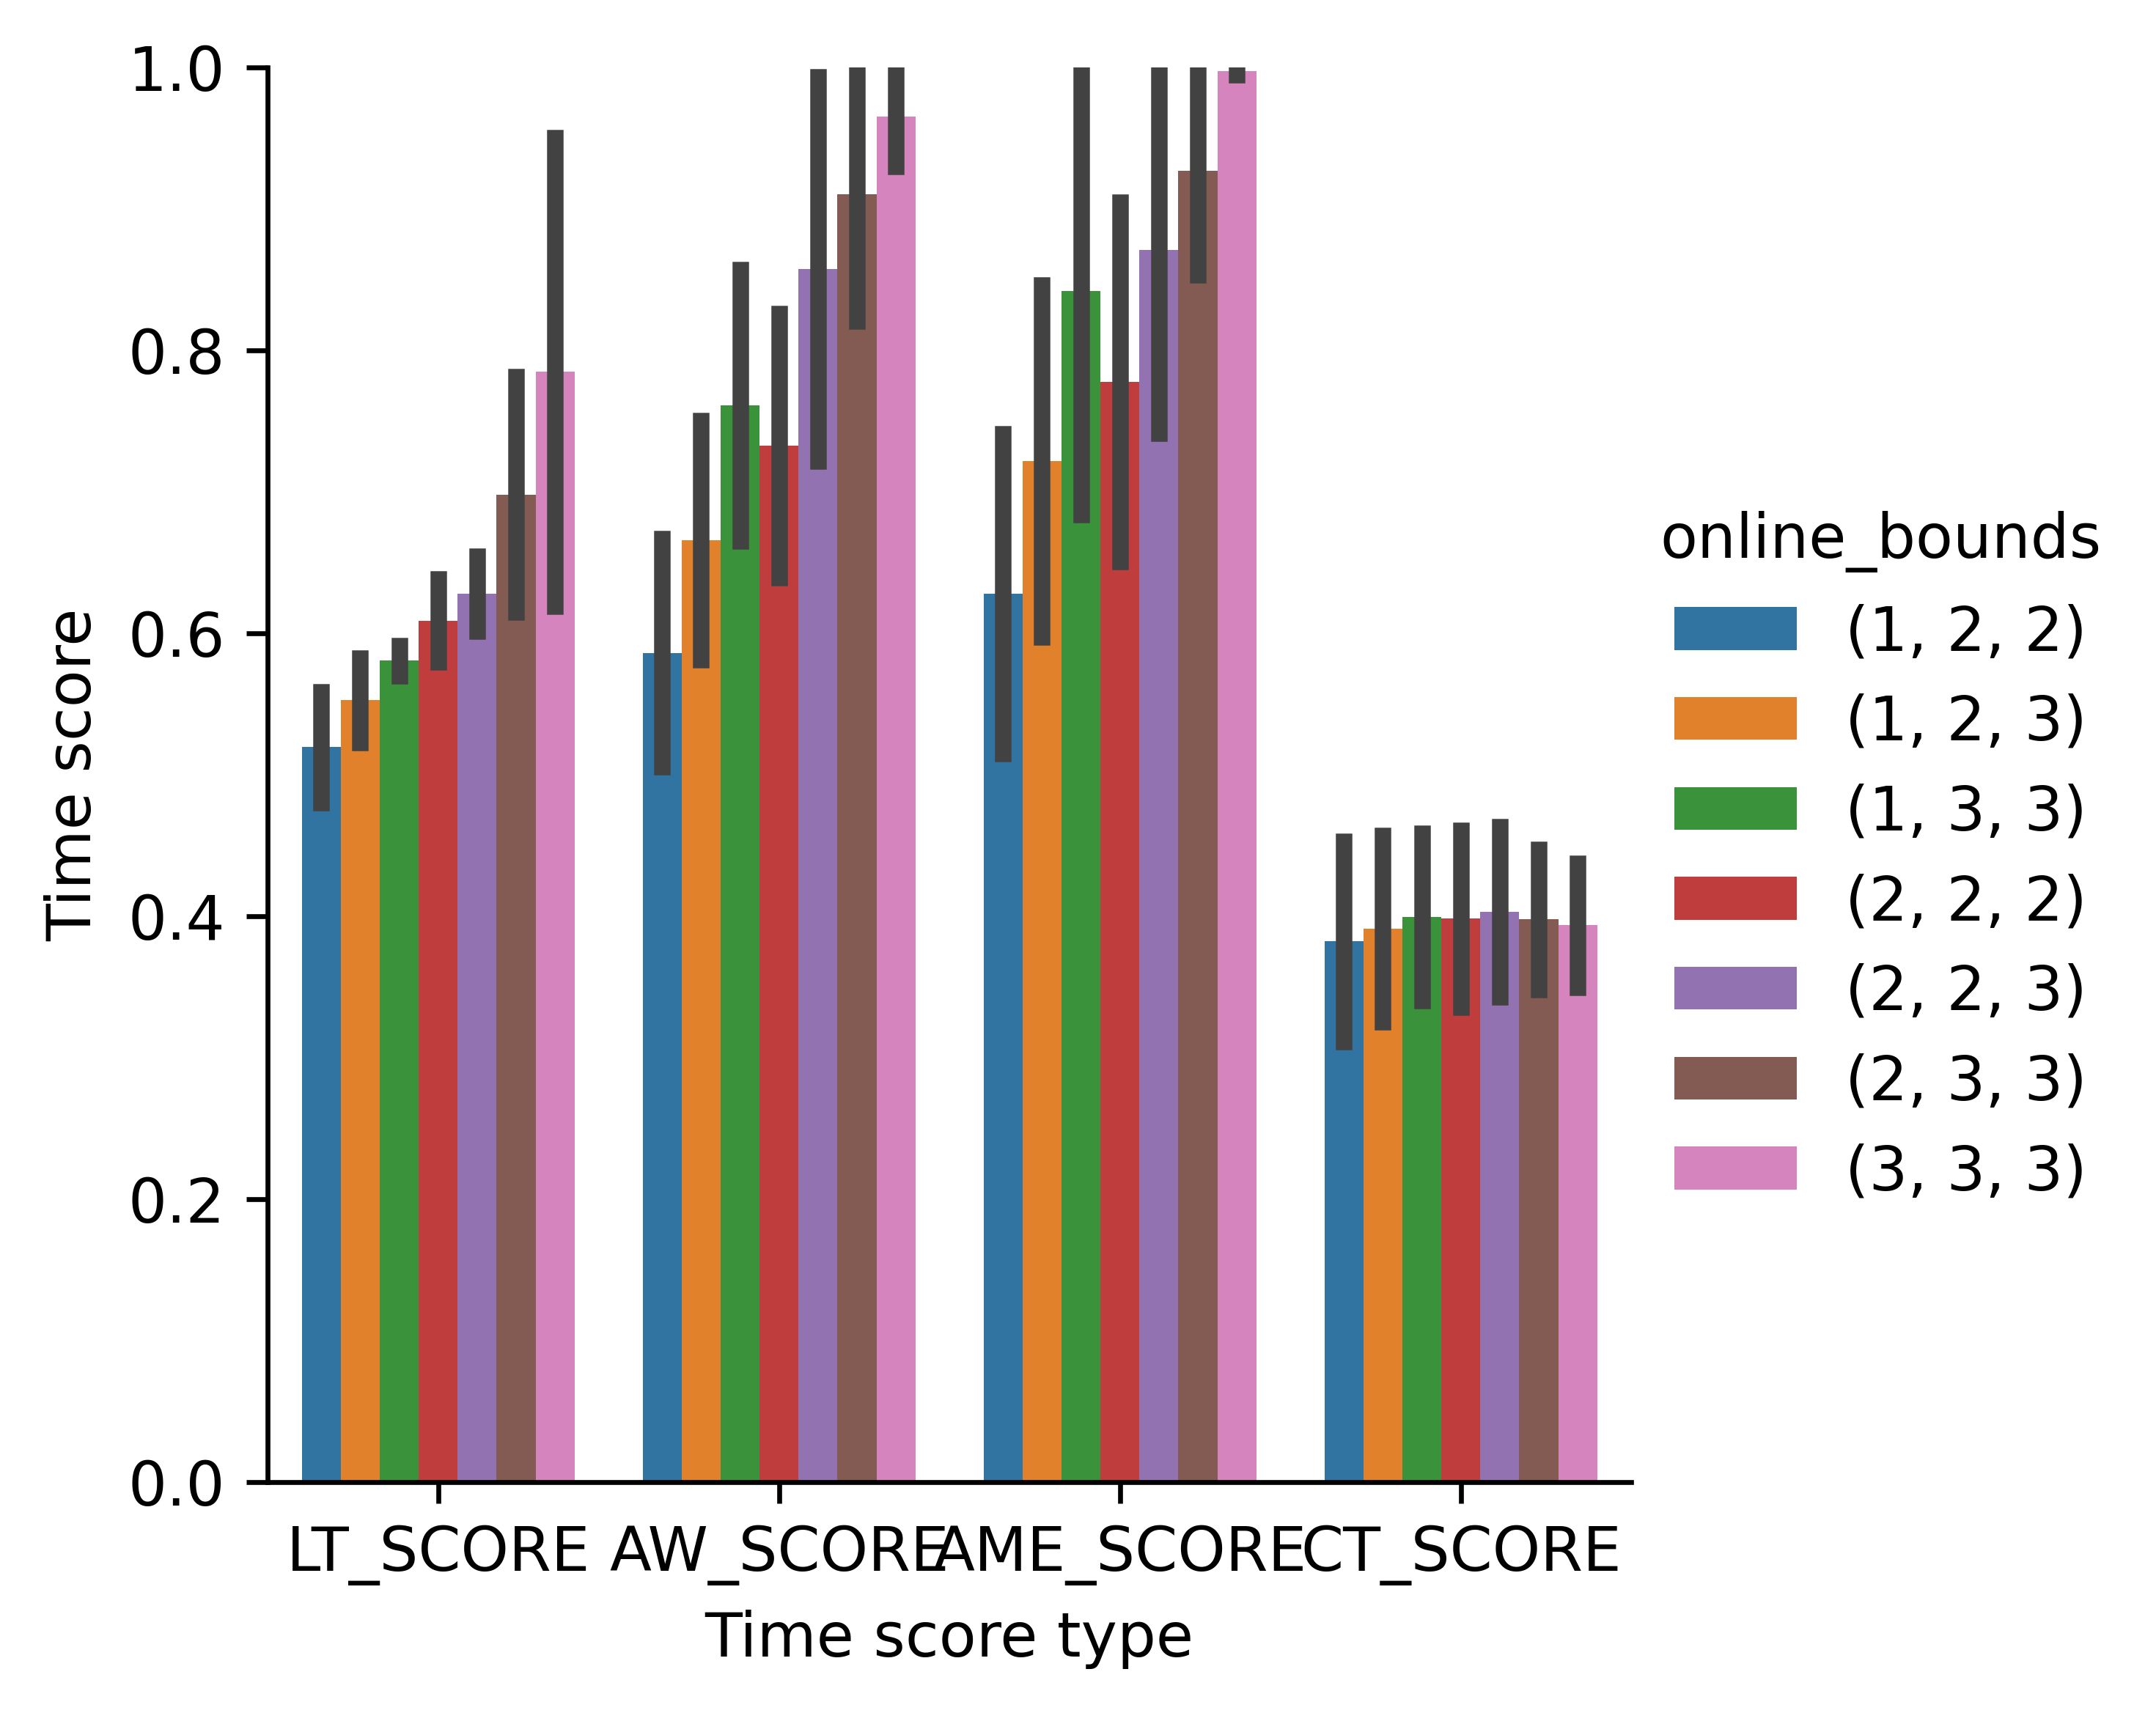 1.0
0.8
0.6
0.4
0.2
0.0
Time score
LT_SCORE AW_SCORE AME_SCORE CT_SCORE
Time score type
online_bounds
(1, 2, 2)
(1, 2, 3)
(1, 3, 3)
(2, 2, 2)
(2, 2, 3)
(2, 3, 3)
(3, 3, 3)